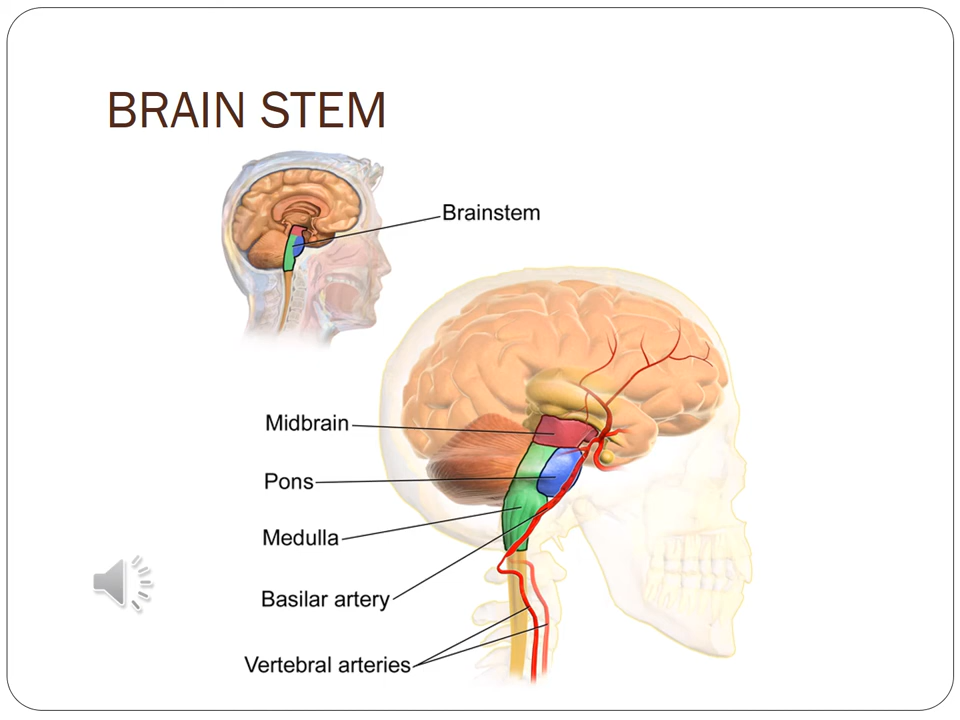 BRAIN STEM
Brainstem
Midbrain
Pons
Medulla
Basilar artery
Vertebral arteries